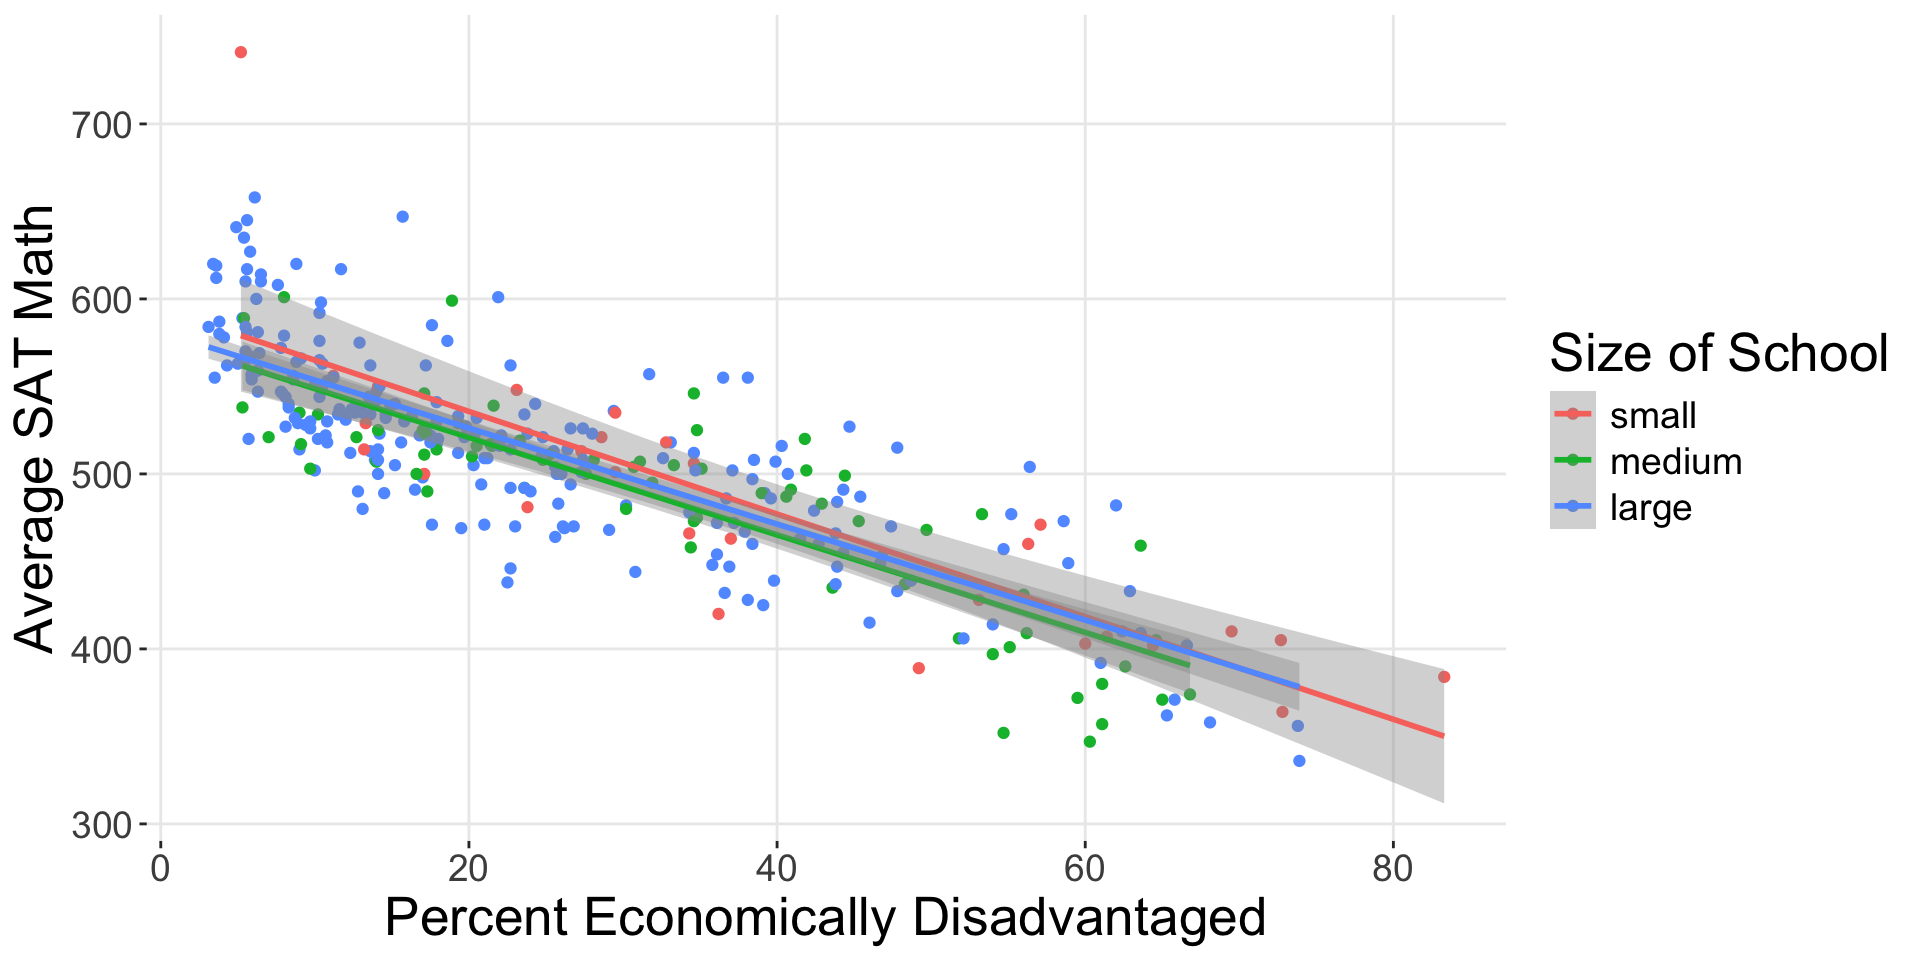 Average SAT Math
700
600
500
400
300
0 20 40 60 80
Percent Economically Disadvantaged
Size of School
small
medium
large